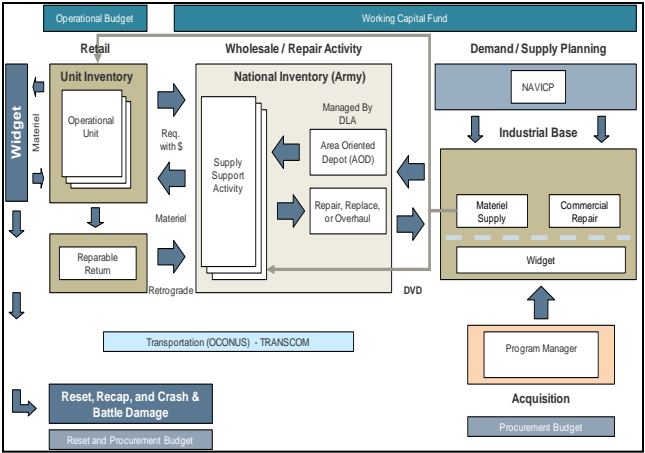 Operational Budget
Working Capital Fund
Retail
Wholesale / Repair Activity
Demand / Supply Planning
Widget
Materiel
Unit Inventory
Operational
Unit
Req.
with $
Materiel
National Inventory (Army)
Managed By
DLA
Supply
Support
Activity
Area Oriented
Depot (AOD)
Repair, Replace,
or Overhaul
NAVICP
Industrial Base
Materiel
Supply
Commercial
Repair
Widget
Reparable
Return
Retrograde
DVD
Transportation (OCONUS) - TRANSCOM
Program Manager
Acquisition
Procurement Budget
Reset, Recap, and Crash &
Battle Damage
Reset and Procurement Budget